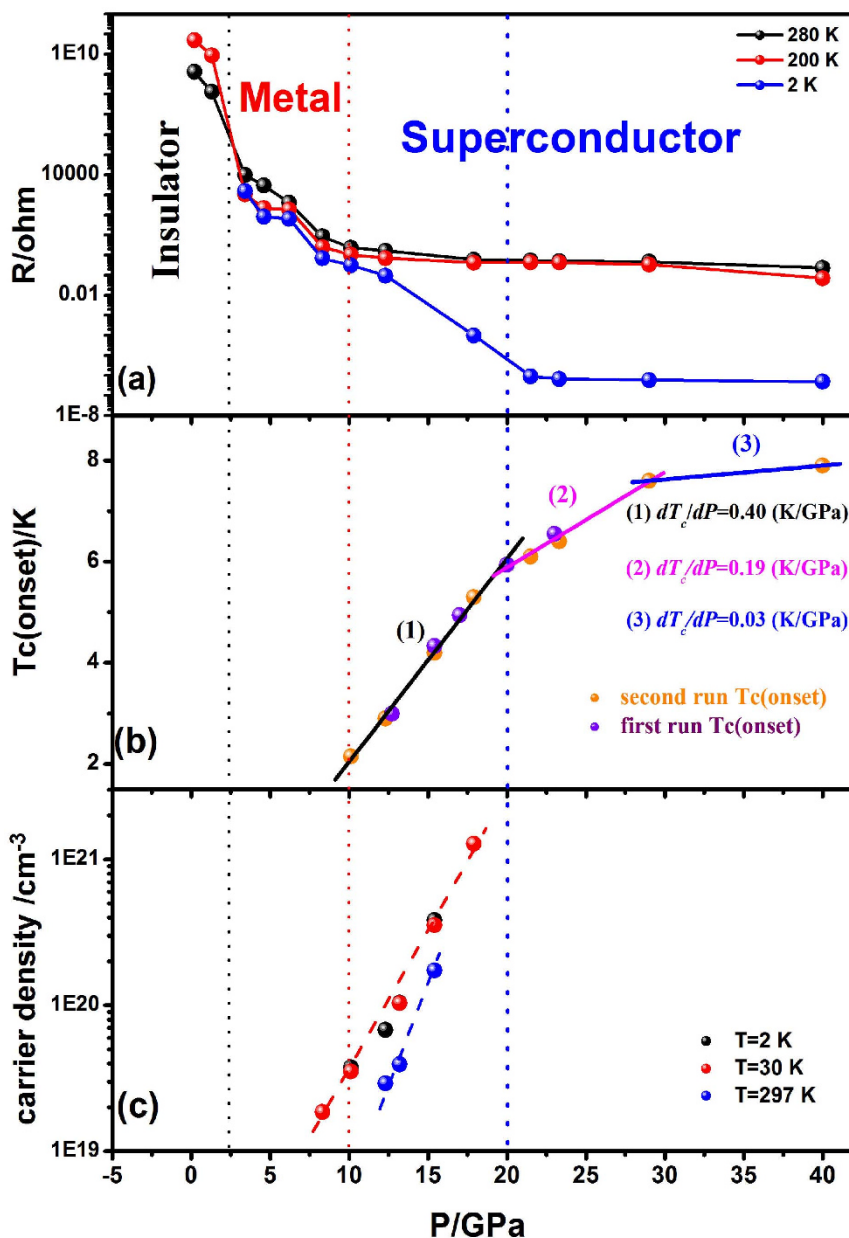 1E10
280 K
200 K
2 K
Metal
Superconductor
Insulator
10000
R/ohm
0.01
(a)
1E-8
8
(3)
(2)
(1) dTc/dP=0.40 (K/GPa)
6
(2) dTc/dP=0.19 (K/GPa)
(1)
(3) dTc/dP=0.03 (K/GPa)
Tc(onset)/K
4
second run Tc(onset)
first run Tc(onset)
(b)
2
1E21
carrier density /cm-3
1E20
T=2 K
T=30 K
T=297 K
(c)
1E19
-5 0 5 10 15 20 25 30 35 40
P/GPa